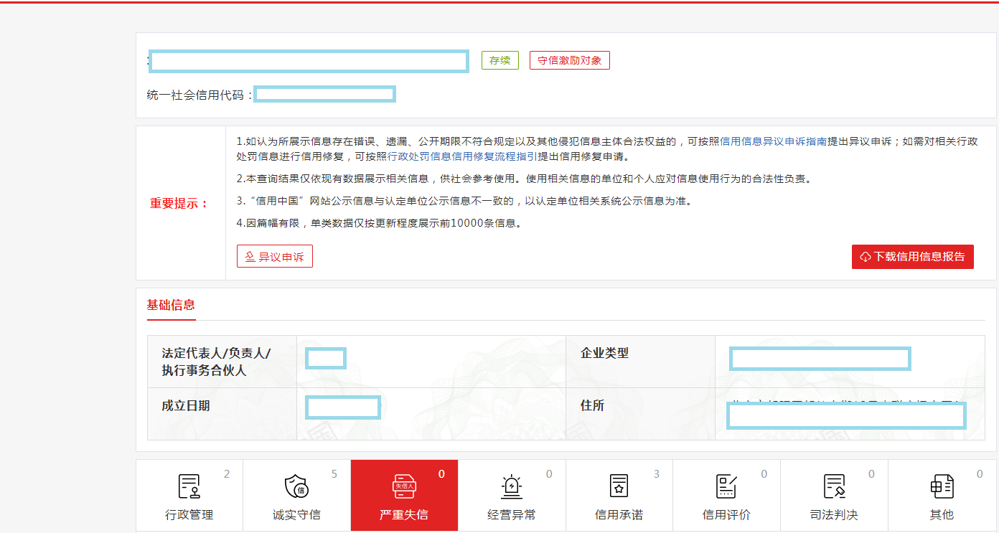 存续 守信激励对象
统一社会信用代码：
1.如认为所展示信息存在错误、遗漏、公开期限不符合规定以及其他侵犯信息主体合法权益的，可按照信用信息异议申诉指南提出异议申诉；如需对相关行政
处罚信息进行信用修复，可按照行政处罚信息信用修复流程指引提出信用修复申请。
2.本查询结果仅依现有数据展示相关信息，供社会参考使用。使用相关信息的单位和个人应对信息使用行为的合法性负责。
重要提示：
3.“信用中国”网站公示信息与认定单位公示信息不一致的，以认定单位相关系统公示信息为准。
4.因篇幅有限，单类数据仅按更新程度展示前10000条信息。
异议申诉 下载信用信息报告
基础信息
法定代表人/负责人/
执行事务合伙人
企业类型
成立日期
住所
2 5 0 0 3 0 0 0
信
失信人
行政管理 诚实守信 严重失信 经营异常 信用承诺 信用评价 司法判决 其他